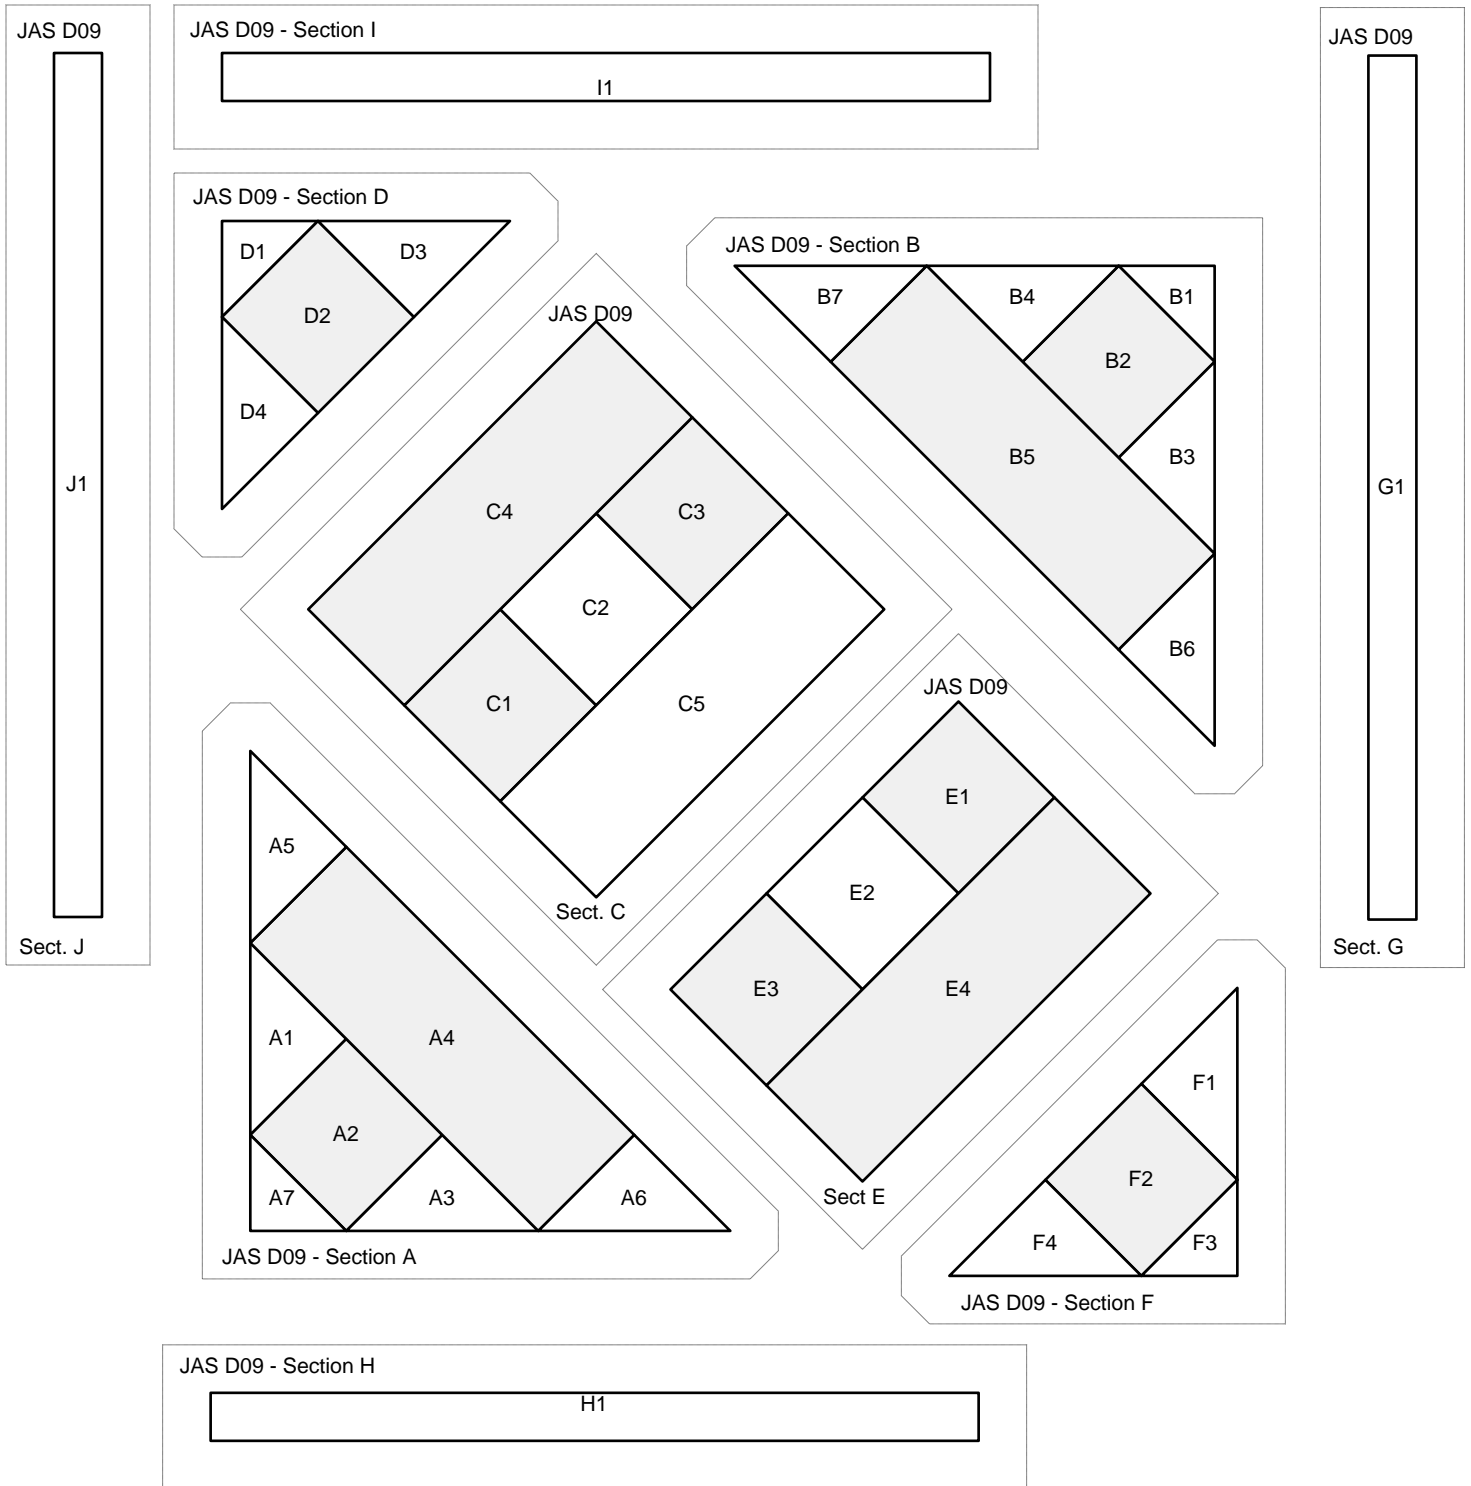 JAS D09
J1
Sect. J
JAS D09 - Section I
I1
JAS D09
G1
Sect. G
JAS D09 - Section D
D1
D3
D2
D4
JAS D09 - Section B
B7
B4
B1
B2
B5
B3
B6
JAS D09
C4
C3
C2
C1
C5
Sect. C
JAS D09
E1
E2
E3
E4
Sect E
A5
A1
A4
A2
A7
A3
A6
JAS D09 - Section A
F1
F2
F4
F3
JAS D09 - Section F
JAS D09 - Section H
H1